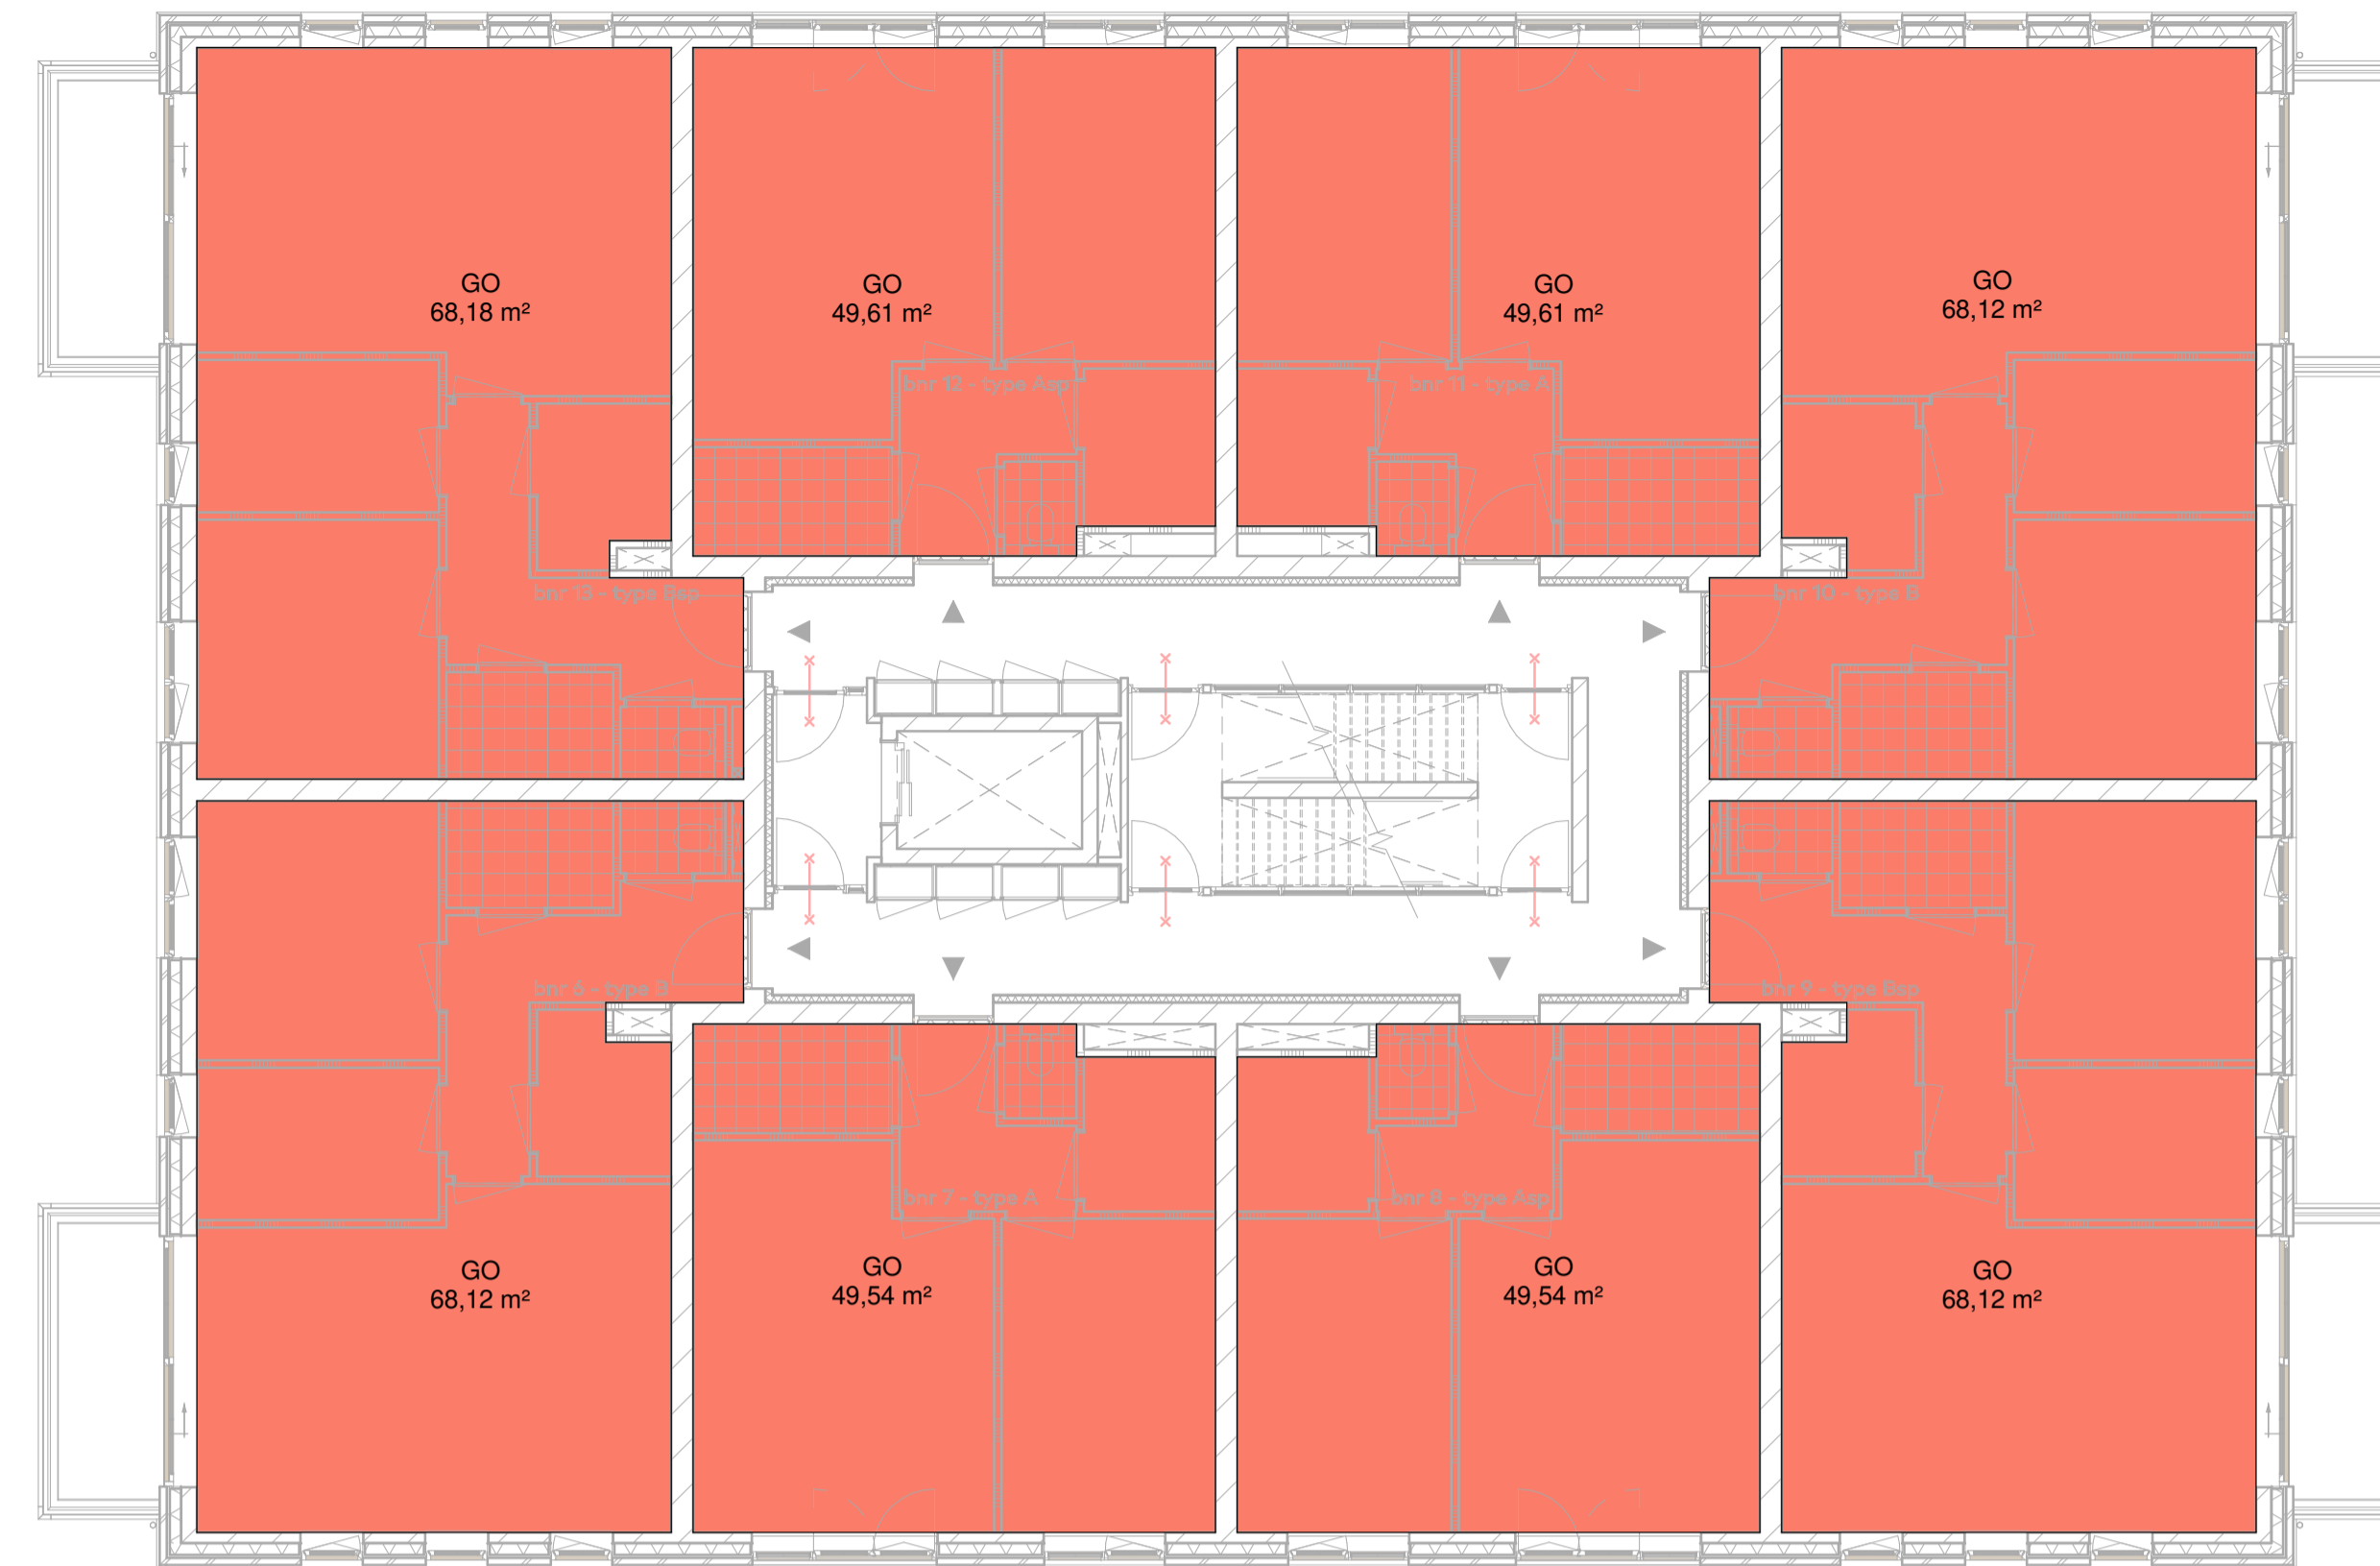 GO
68,18 m²
GO
49,61 m²
GO
49,61 m²
GO
68,12 m²
bnr 12 - type Asp
bnr 11 - type A
bnr 13 - type Bsp
bnr 10 - type B
bnr 6 - type B
bnr 9 - type Bsp
bnr 7 - type A
bnr 8 - type Asp
GO
68,12 m²
GO
49,54 m²
GO
49,54 m²
GO
68,12 m²